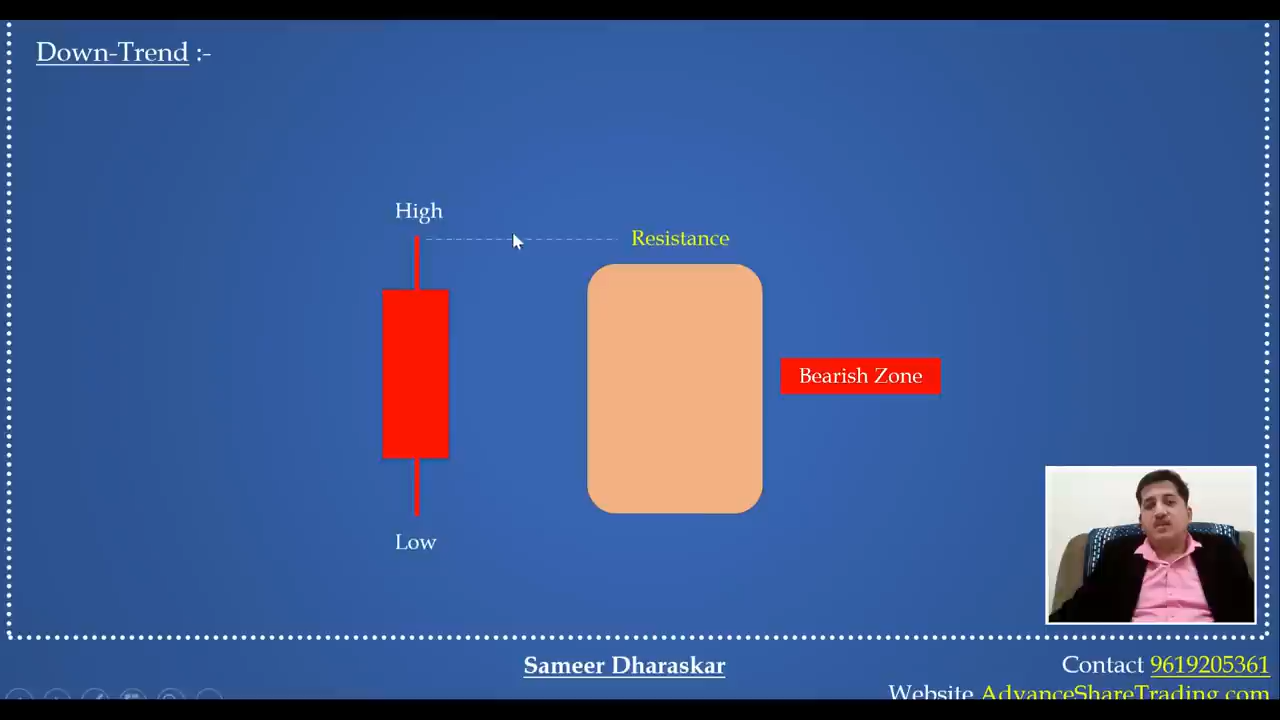 Down-Trend :-
High
Resistance
Bearish Zone
Low
Sameer Dharaskar
Contact 9619205361
Website AdvanceShareTrading.com